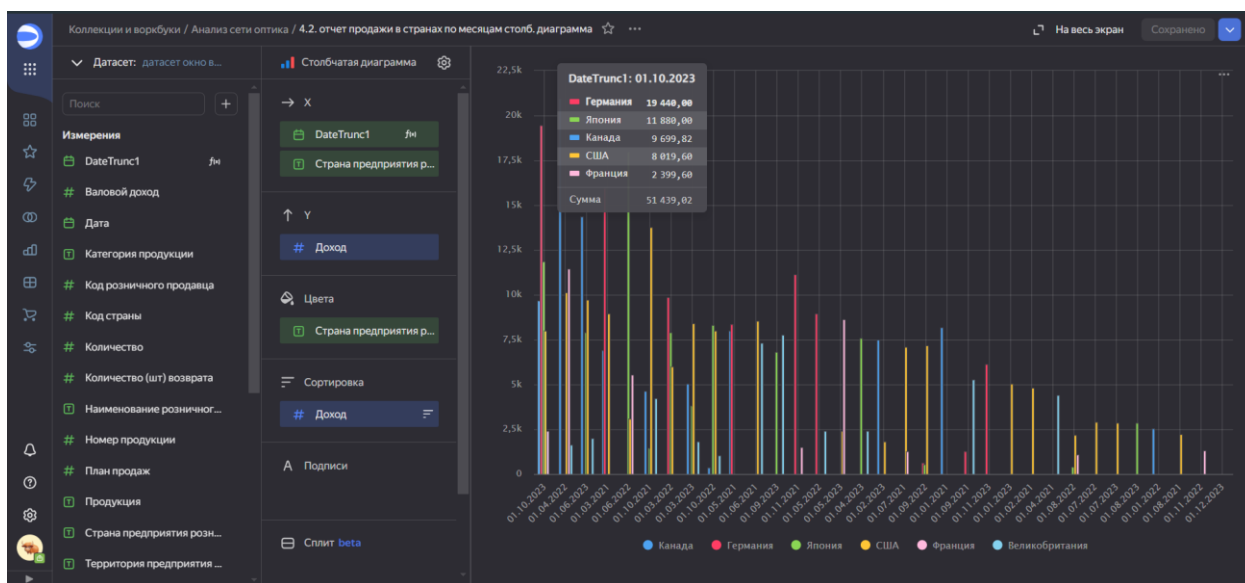 Коллекции и воркбуки / Анализ сети оптика / 4.2. отчет продажи в странах по месяцам столб. диаграмма
На весь экран
Сохранено
Датасет: датасет окно в...
Поиск
Измерения
DateTrunc1
Валовой доход
Дата
Категория продукции
Код розничного продавца
Код страны
Количество
Количество (шт) возврата
Наименование розничног...
Номер продукции
План продаж
Продукция
Страна предприятия розн...
Территория предприятия ...
Столбчатая диаграмма
X
DateTrunc1
Страна предприятия р...
Y
Доход
Цвета
Страна предприятия р...
Сортировка
Доход
Подписи
Сплит beta
22,5k
20k
17,5k
15k
12,5k
10k
7,5k
5k
2,5k
0
DateTrunc1: 01.10.2023
Германия 19 440,00
Япония 11 880,00
Канада 9 699,82
США 8 019,60
Франция 2 399,60
Сумма 51 439,02
01.10.2023
01.04.2022
01.06.2023
01.03.2021
01.06.2022
01.10.2021
01.03.2022
01.03.2023
01.10.2022
01.05.2021
01.06.2021
01.09.2023
01.11.2021
01.05.2022
01.05.2023
01.04.2023
01.02.2023
01.07.2021
01.09.2022
01.01.2021
01.09.2021
01.11.2023
01.01.2023
01.02.2021
01.04.2021
01.08.2022
01.07.2022
01.07.2023
01.08.2023
01.01.2022
01.08.2021
01.11.2022
01.12.2023
Канада Германия Япония США Франция Великобритания